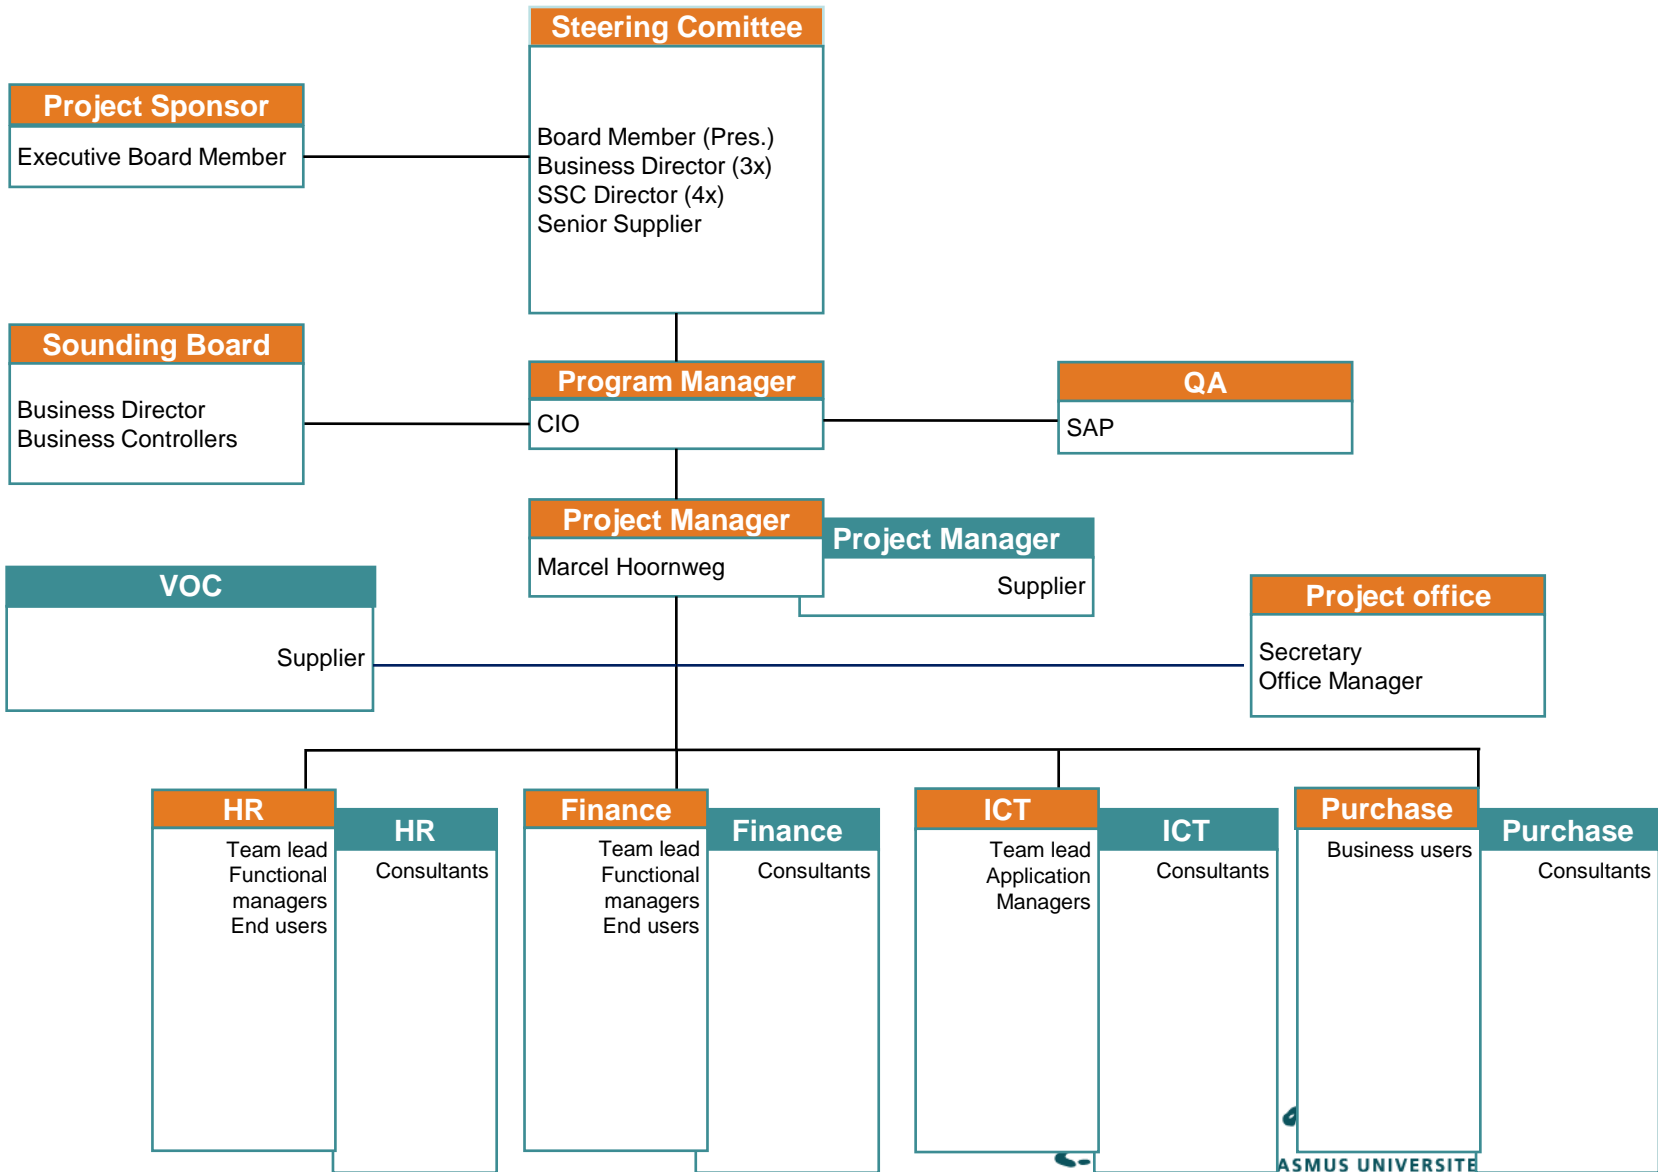 Steering Comittee
Board Member (Pres.)
Business Director (3x)
SSC Director (4x)
Senior Supplier
Project Sponsor
Executive Board Member
Sounding Board
Business Director
Business Controllers
Program Manager
CIO
QA
SAP
Project Manager
Marcel Hoornweg
Project Manager
Supplier
VOC
Supplier
Project office
Secretary
Office Manager
HR
Team lead
Functional
managers
End users
HR
Consultants
Finance
Team lead
Functional
managers
End users
Finance
Consultants
ICT
Team lead
Application
Managers
ICT
Consultants
Purchase
Business users
Purchase
Consultants
ASMUS UNIVERSITE